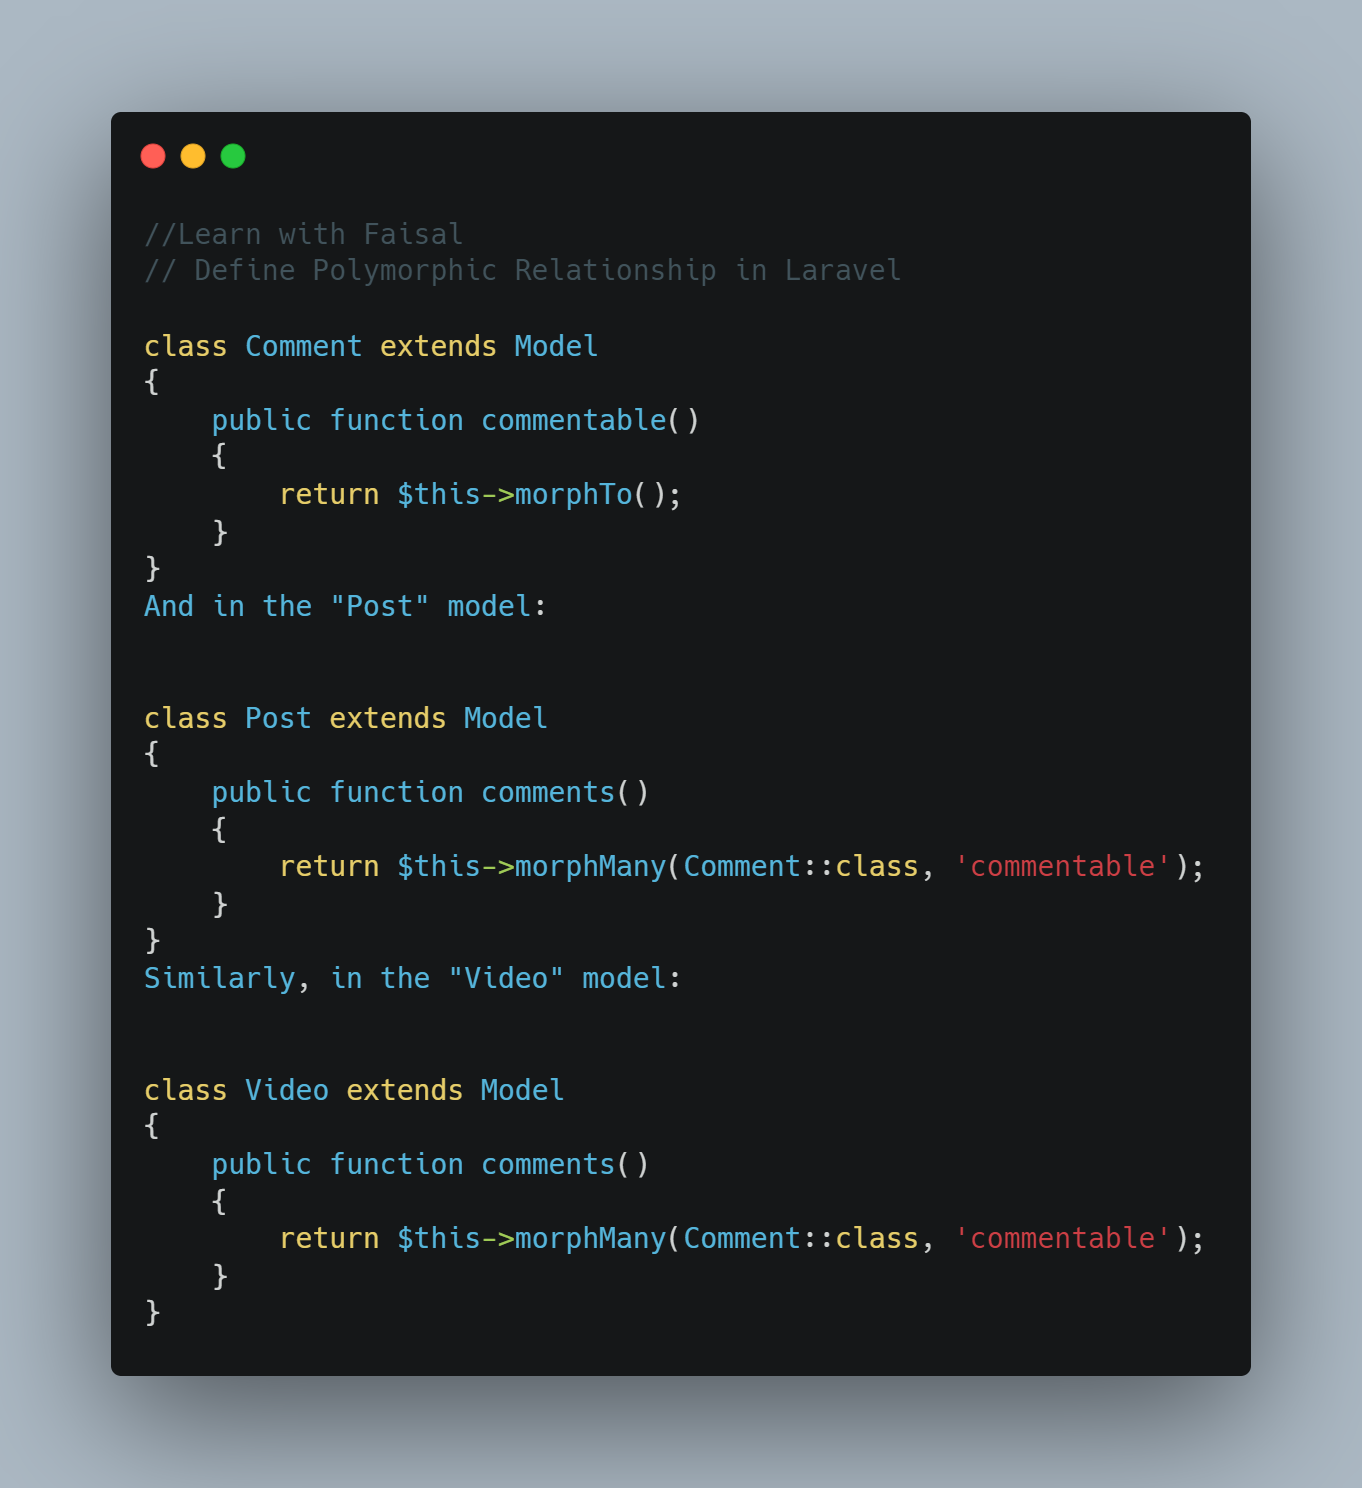 //Learn with Faisal
// Define Polymorphic Relationship in Laravel
class Comment extends Model
{
    public function commentable()
    {
        return $this->morphTo();
    }
}
And in the "Post" model:
class Post extends Model
{
    public function comments()
    {
        return $this->morphMany(Comment::class, 'commentable');
    }
}
Similarly, in the "Video" model:
class Video extends Model
{
    public function comments()
    {
        return $this->morphMany(Comment::class, 'commentable');
    }
}